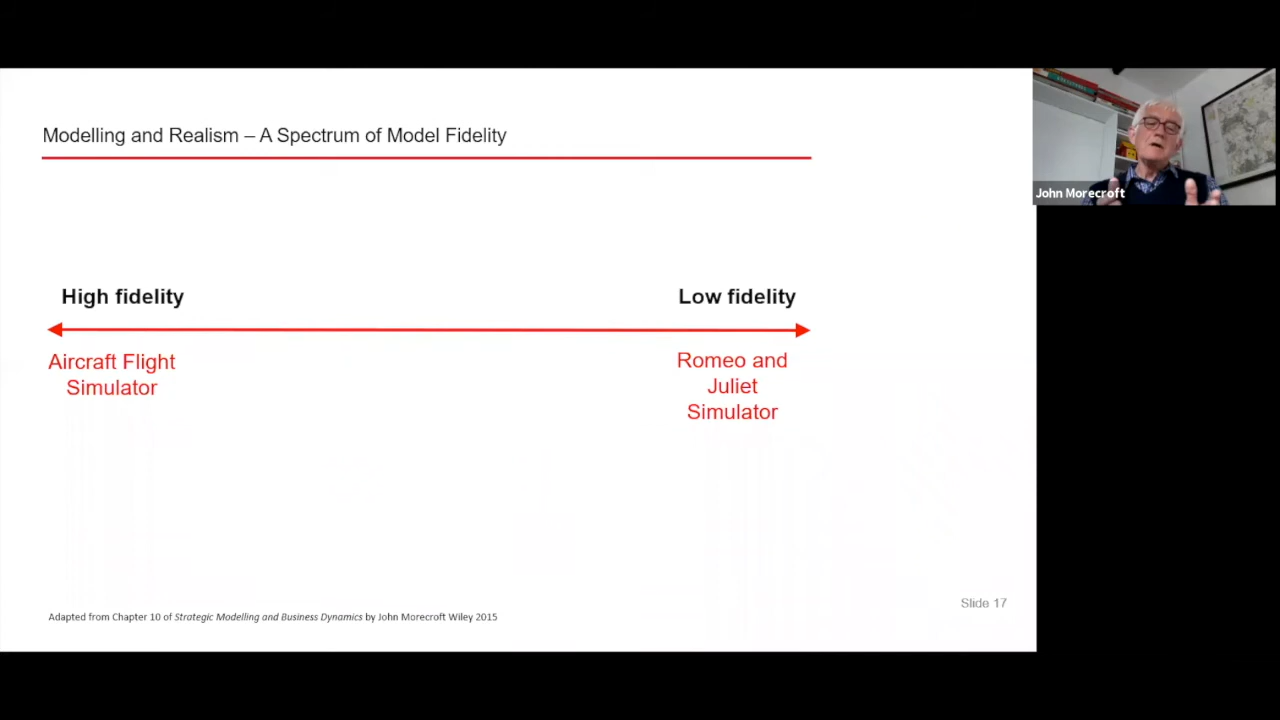 Modelling and Realism – A Spectrum of Model Fidelity
John Morecroft
High fidelity
Low fidelity
Aircraft Flight
Simulator
Romeo and
Juliet
Simulator
Slide 17
Adapted from Chapter 10 of Strategic Modelling and Business Dynamics by John Morecroft Wiley 2015